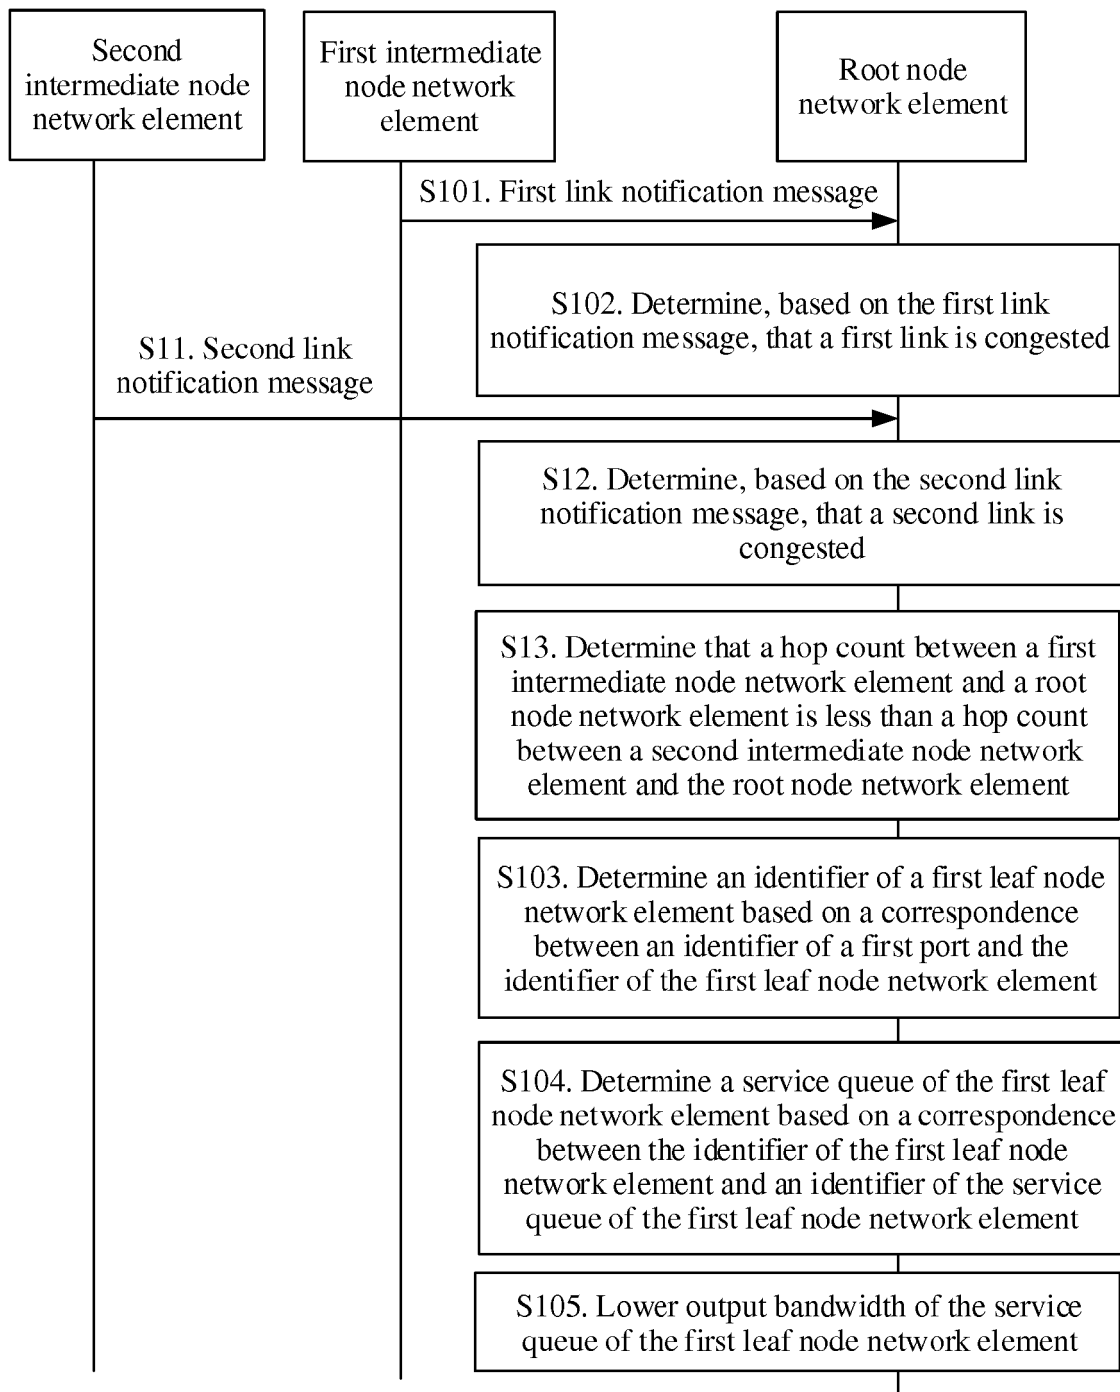 Second
intermediate node
network element
First intermediate
node network
element
Root node
network element
S101. First link notification message
S102. Determine, based on the first link
notification message, that a first link is congested
S11. Second link
notification message
S12. Determine, based on the second link
notification message, that a second link is
congested
S13. Determine that a hop count between a first
intermediate node network element and a root
node network element is less than a hop count
between a second intermediate node network
element and the root node network element
S103. Determine an identifier of a first leaf node
network element based on a correspondence
between an identifier of a first port and the
identifier of the first leaf node network element
S104. Determine a service queue of the first leaf
node network element based on a correspondence
between the identifier of the first leaf node
network element and an identifier of the service
queue of the first leaf node network element
S105. Lower output bandwidth of the service
queue of the first leaf node network element